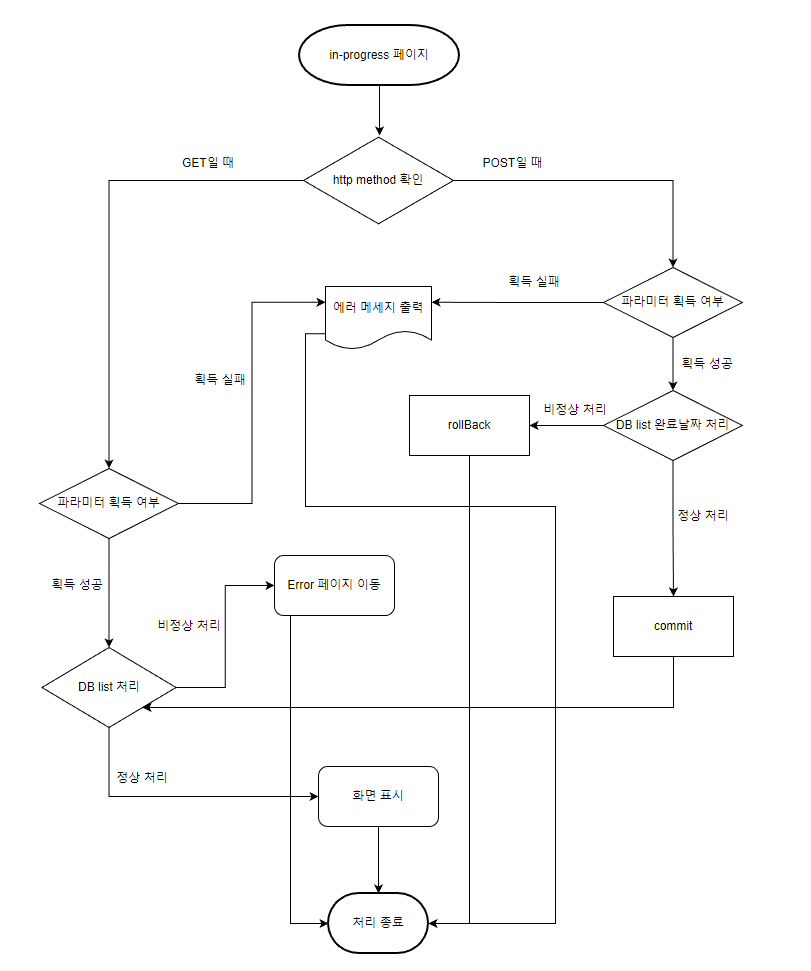 in-progress 페이지
GET일 때
POST일 때
http method 확인
획득 실패
파라미터 획득 여부
에러 메세지 출력
획득 성공
획득 실패
비정상 처리
rollBack
DB list 완료날짜 처리
파라미터 획득 여부
정상 처리
획득 성공
Error 페이지 이동
비정상 처리
commit
DB list 처리
정상 처리
화면 표시
처리 종료